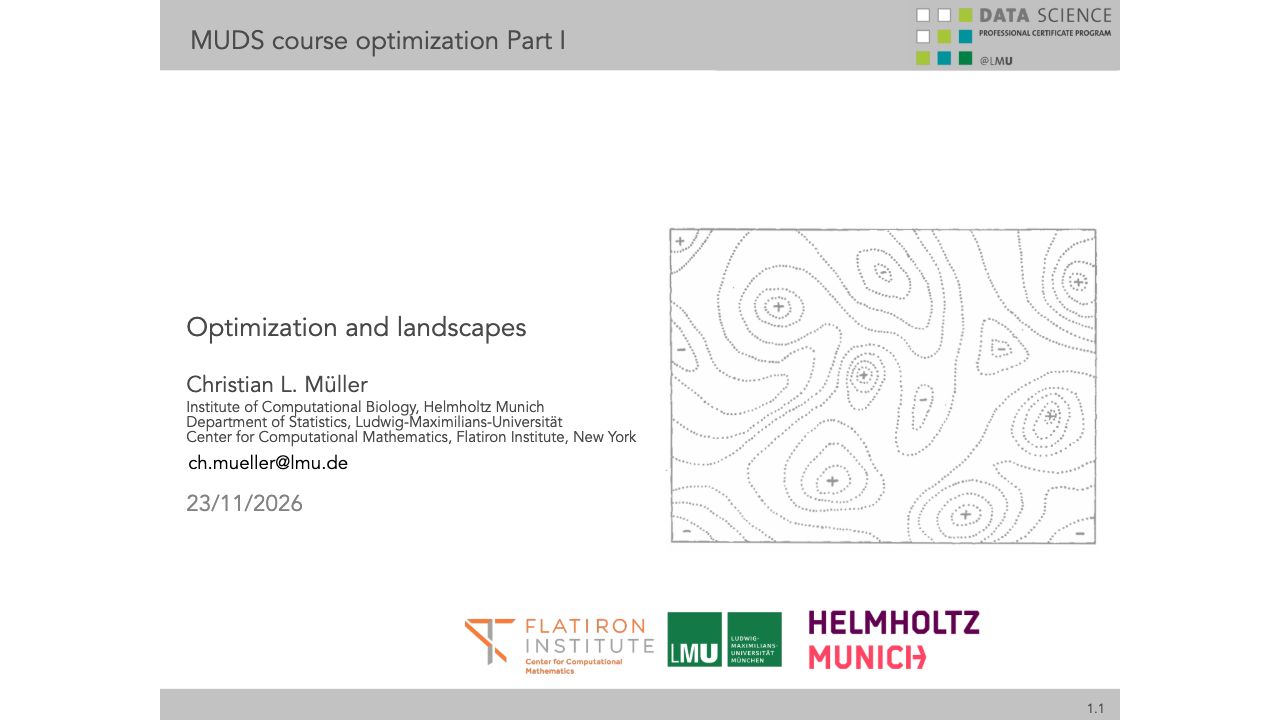 MUDS course optimization Part I
DATA SCIENCE
PROFESSIONAL CERTIFICATE PROGRAM
@LMU
Optimization and landscapes
Christian L. Müller
Institute of Computational Biology, Helmholtz Munich
Department of Statistics, Ludwig-Maximilians-Universität
Center for Computational Mathematics, Flatiron Institute, New York
ch.mueller@lmu.de
23/11/2026
FLATIRON
INSTITUTE
Center for Computational
Mathematics
LMU
LUDWIG-
MAXIMILIANS-
UNIVERSITÄT
MÜNCHEN
HELMHOLTZ
MUNICH
1.1